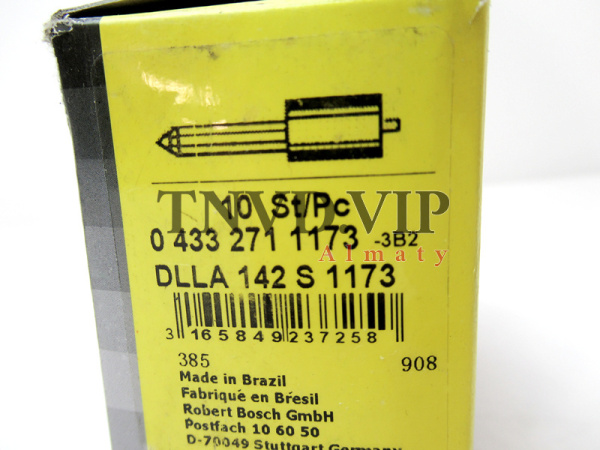 10 St/Pc
TNVD.VIP
0 433 271 1173 -3B2
Almaty
DLLA 142 S 1173
3 165849 237258
385 908
Made in Brazil
Fabriqué en Brésil
Robert Bosch GmbH
Postfach 10 60 50
D-70049 Stuttgart Germany